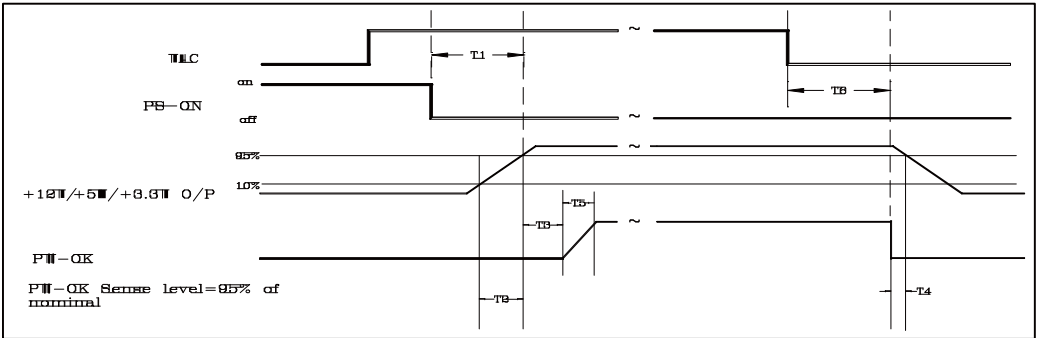 ~
T1
VAC
on
T6
PS-ON
off
~
95%
~
10%
+12V/+5V/+3.3V O/P
T5
T3
~
PW-OK
PW-OK Sense level=95% of
nominal
T2
T4